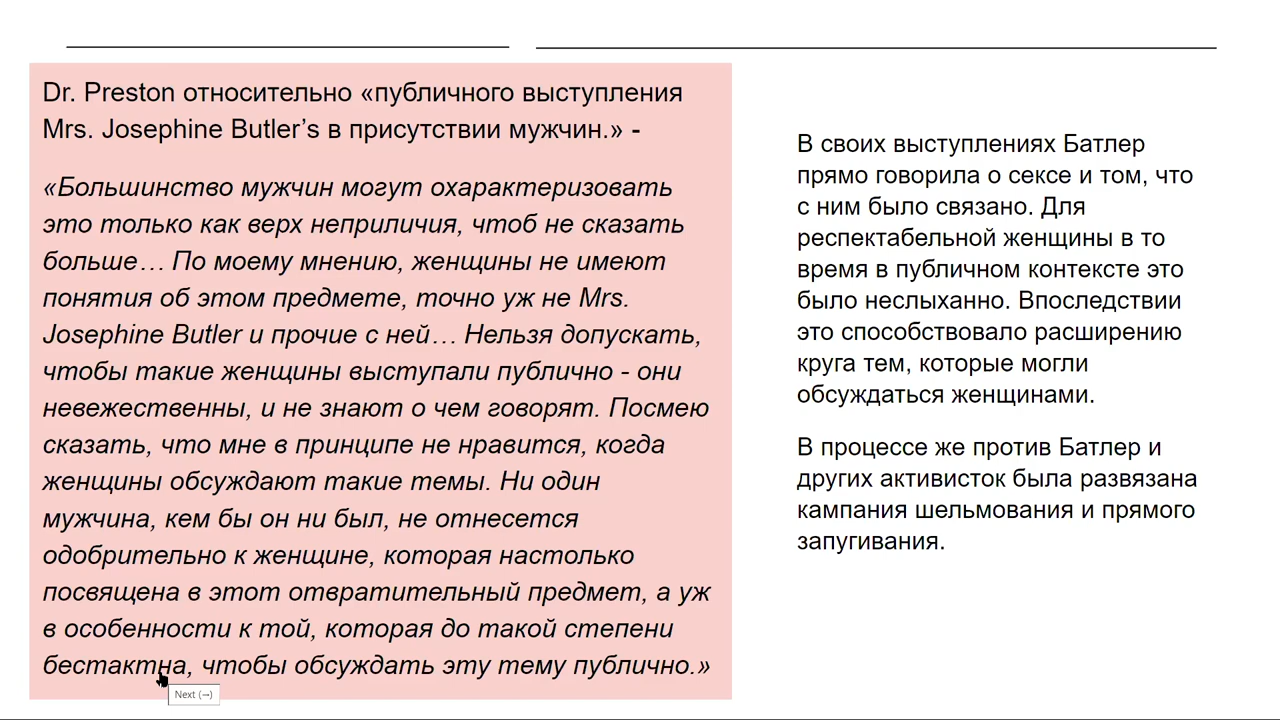 Dr. Preston относительно «публичного выступления
Mrs. Josephine Butler’s в присутствии мужчин.» -
«Большинство мужчин могут охарактеризовать
это только как верх неприличия, чтоб не сказать
больше… По моему мнению, женщины не имеют
понятия об этом предмете, точно уж не Mrs.
Josephine Butler и прочие с ней… Нельзя допускать,
чтобы такие женщины выступали публично - они
невежественны, и не знают о чем говорят. Посмею
сказать, что мне в принципе не нравится, когда
женщины обсуждают такие темы. Ни один
мужчина, кем бы он ни был, не отнесется
одобрительно к женщине, которая настолько
посвящена в этот отвратительный предмет, а уж
в особенности к той, которая до такой степени
бестактна, чтобы обсуждать эту тему публично.»
Next (→)
В своих выступлениях Батлер
прямо говорила о сексе и том, что
с ним было связано. Для
респектабельной женщины в то
время в публичном контексте это
было неслыханно. Впоследствии
это способствовало расширению
круга тем, которые могли
обсуждаться женщинами.
В процессе же против Батлер и
других активисток была развязана
кампания шельмования и прямого
запугивания.